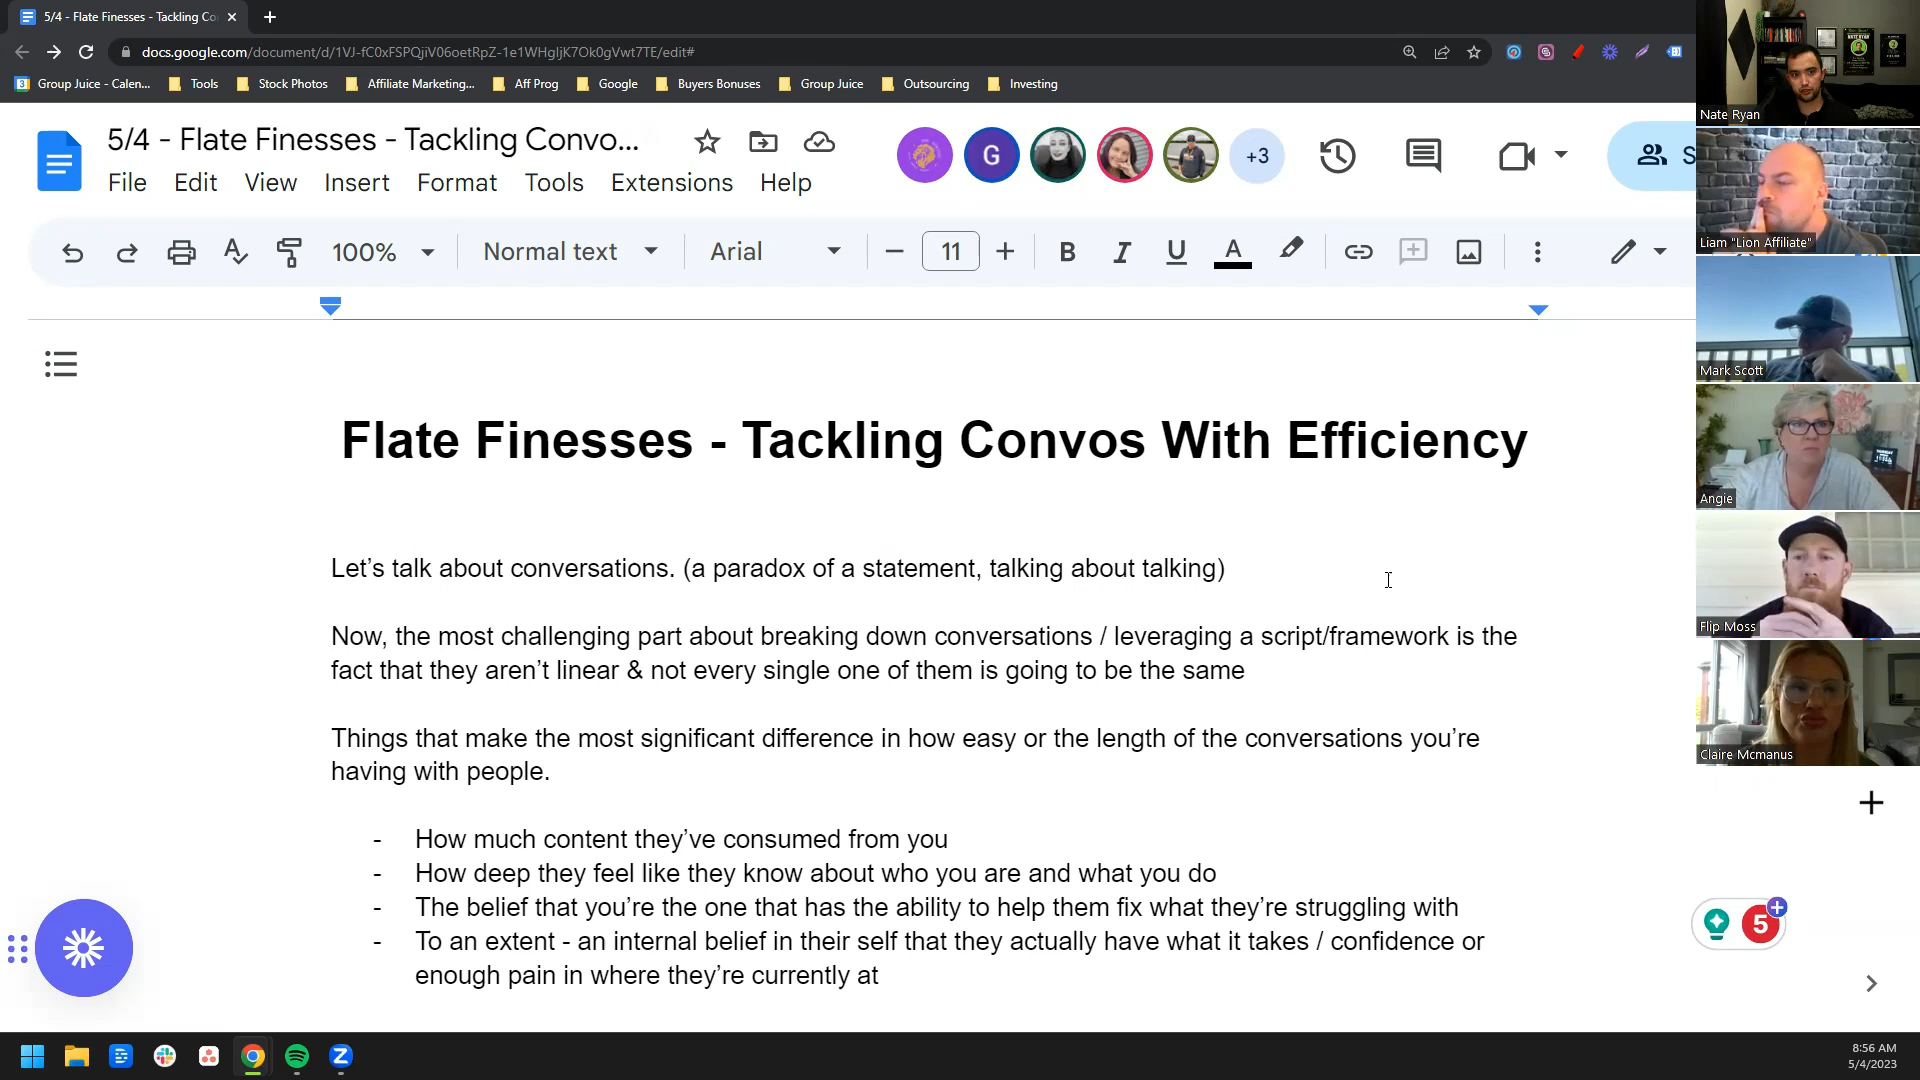 5/4 - Flate Finesses - Tackling Co
docs.google.com/document/d/1VJ-fC0xFSPQjiV06oetRpZ-1e1WHgljK7Ok0gVwt7TE/edit#
Group Juice - Calen...
Tools
Stock Photos
Affiliate Marketing...
Aff Prog
Google
Buyers Bonuses
Group Juice
Outsourcing
Investing
5/4 - Flate Finesses - Tackling Convo...
G
+3
S
File Edit View Insert Format Tools Extensions Help
100% Normal text Arial 11 B I U A
Flate Finesses - Tackling Convos With Efficiency
Let’s talk about conversations. (a paradox of a statement, talking about talking)
Now, the most challenging part about breaking down conversations / leveraging a script/framework is the
fact that they aren’t linear & not every single one of them is going to be the same
Things that make the most significant difference in how easy or the length of the conversations you’re
having with people.
- How much content they’ve consumed from you
- How deep they feel like they know about who you are and what you do
- The belief that you’re the one that has the ability to help them fix what they’re struggling with
- To an extent - an internal belief in their self that they actually have what it takes / confidence or
enough pain in where they’re currently at
5
Nate Ryan
Liam "Lion Affiliate"
Mark Scott
Angie
Flip Moss
Claire Mcmanus
8:56 AM
5/4/2023